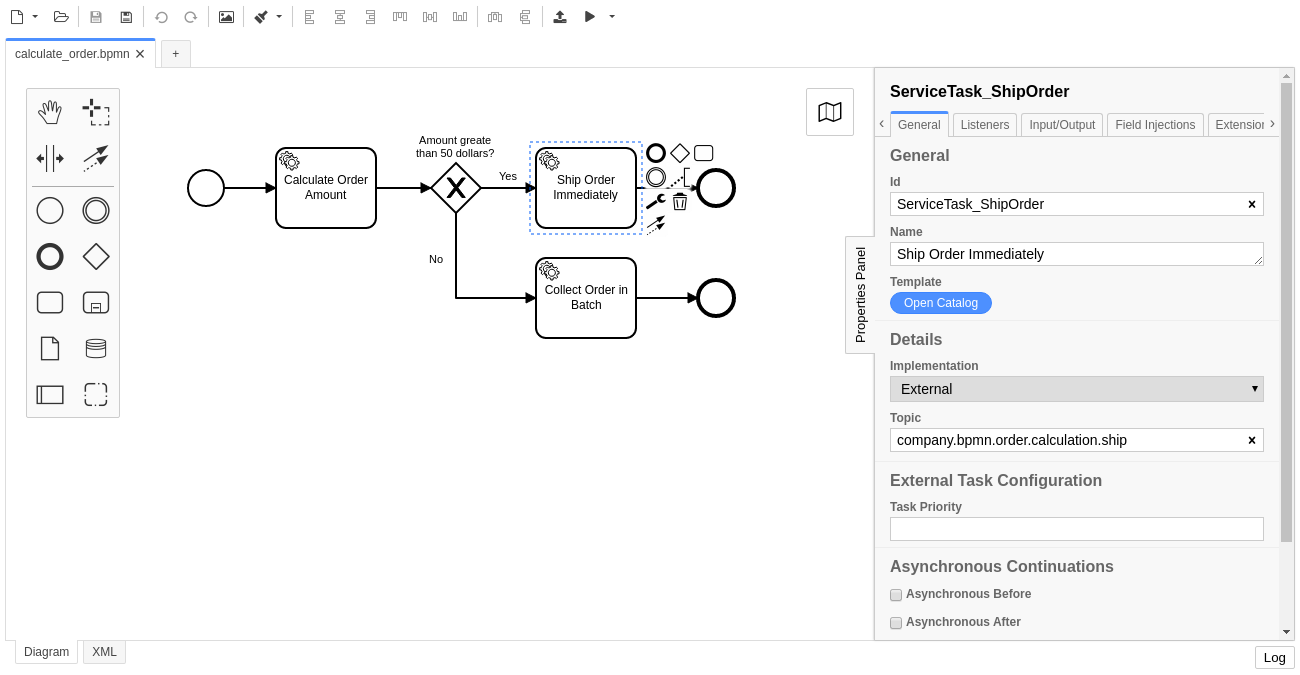 calculate_order.bpmn
+
ServiceTask_ShipOrder
General
Listeners
Input/Output
Field Injections
Extension
General
Id
ServiceTask_ShipOrder
Name
Ship Order Immediately
Template
Open Catalog
Details
Implementation
External
Topic
company.bpmn.order.calculation.ship
External Task Configuration
Task Priority
Asynchronous Continuations
Asynchronous Before
Asynchronous After
Properties Panel
Calculate Order
Amount
Amount greate
than 50 dollars?
Yes
Ship Order
Immediately
No
Collect Order in
Batch
Diagram
XML
Log